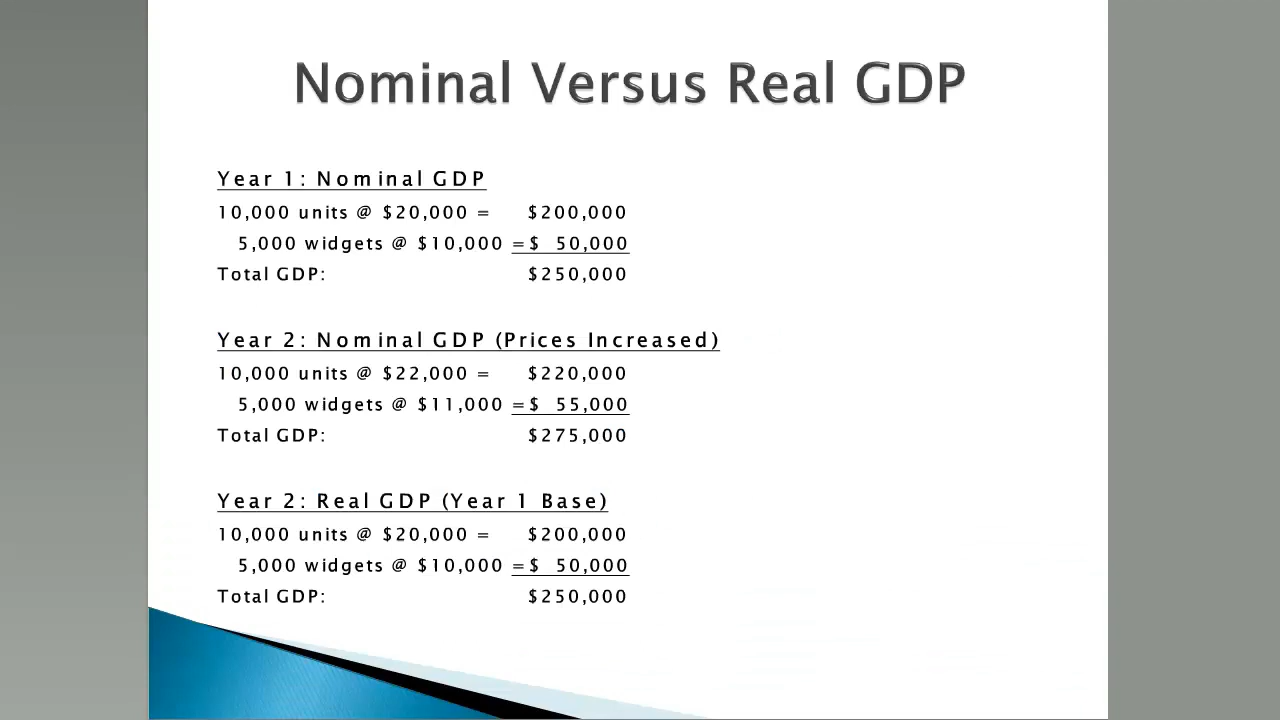 Nominal Versus Real GDP
Year 1: Nominal GDP
10,000 units @ $20,000 = $200,000
5,000 widgets @ $10,000 =$ 50,000
Total GDP: $250,000
Year 2: Nominal GDP (Prices Increased)
10,000 units @ $22,000 = $220,000
5,000 widgets @ $11,000 =$ 55,000
Total GDP: $275,000
Year 2: Real GDP (Year 1 Base)
10,000 units @ $20,000 = $200,000
5,000 widgets @ $10,000 =$ 50,000
Total GDP: $250,000